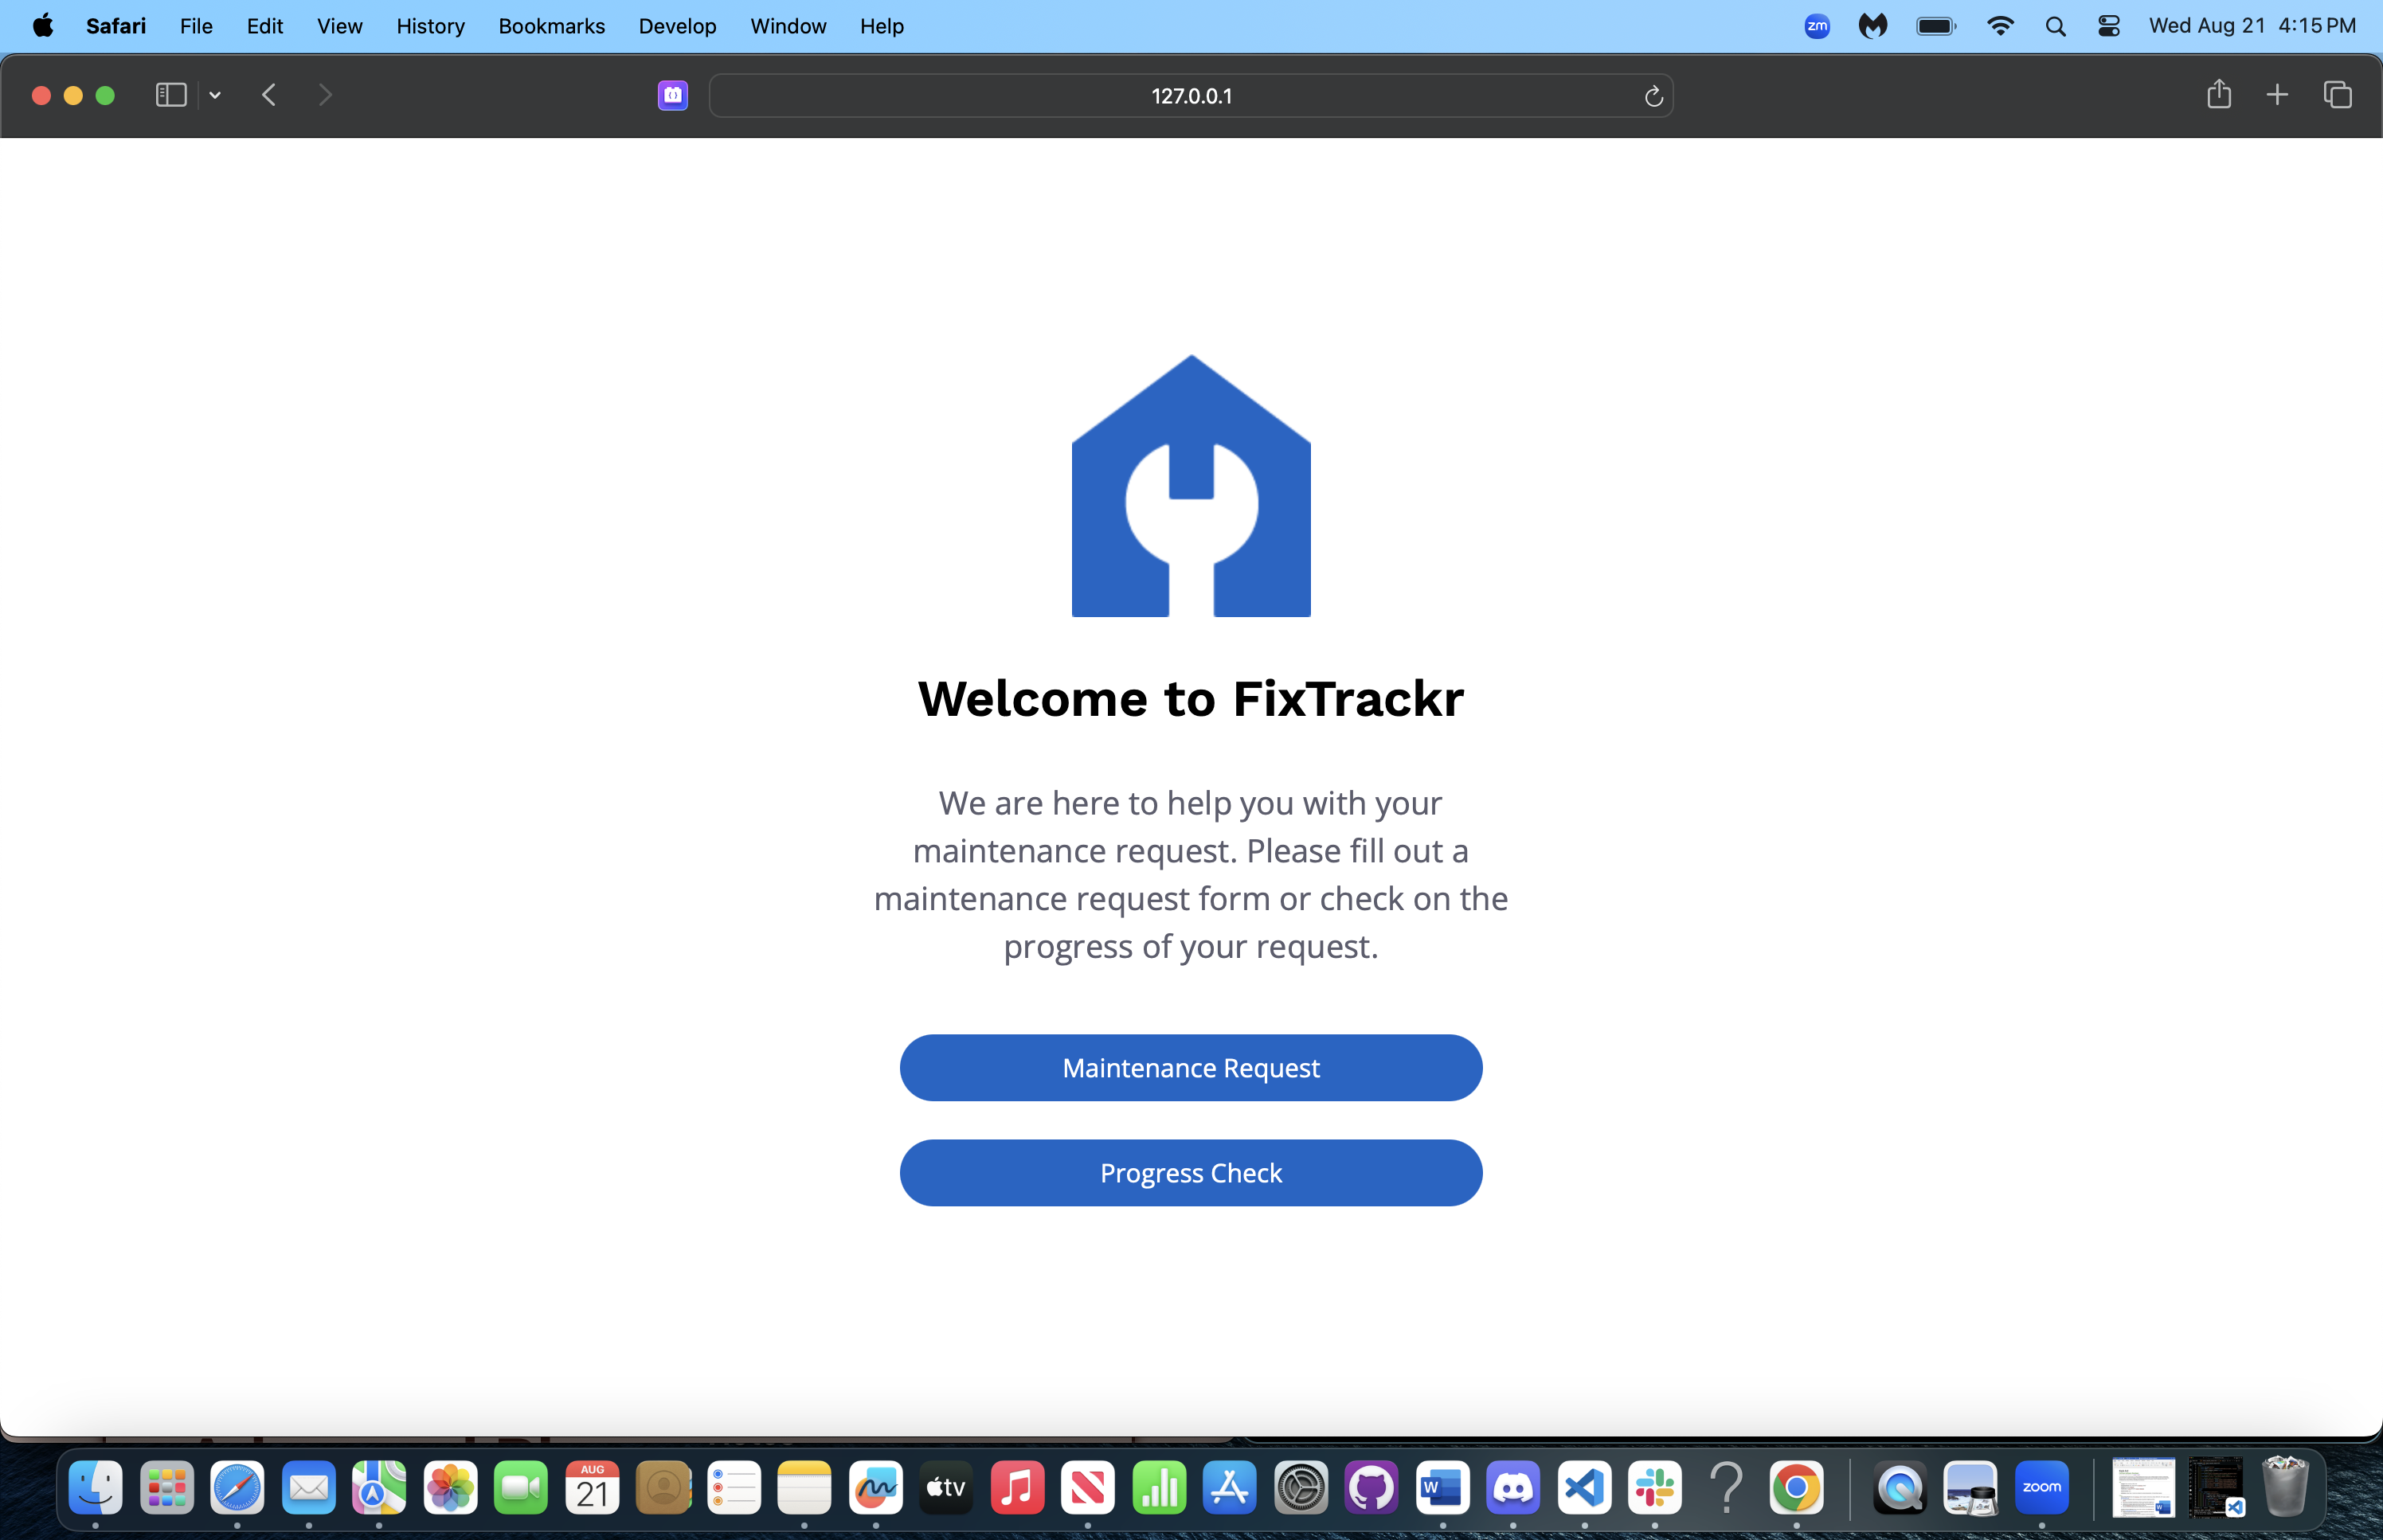 Safari File Edit View History Bookmarks Develop Window Help zm Wed Aug 21 4:15 PM
127.0.0.1
Welcome to FixTrackr
We are here to help you with your
maintenance request. Please fill out a
maintenance request form or check on the
progress of your request.
Maintenance Request
Progress Check
AUG
21
tv
W
zoom